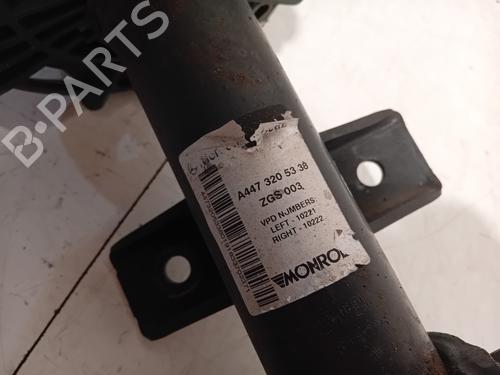 B-PARTS
A447 320 53 38
ZGS 003
VPD NUMBERS:
LEFT - 10221
RIGHT - 10222
MONROE